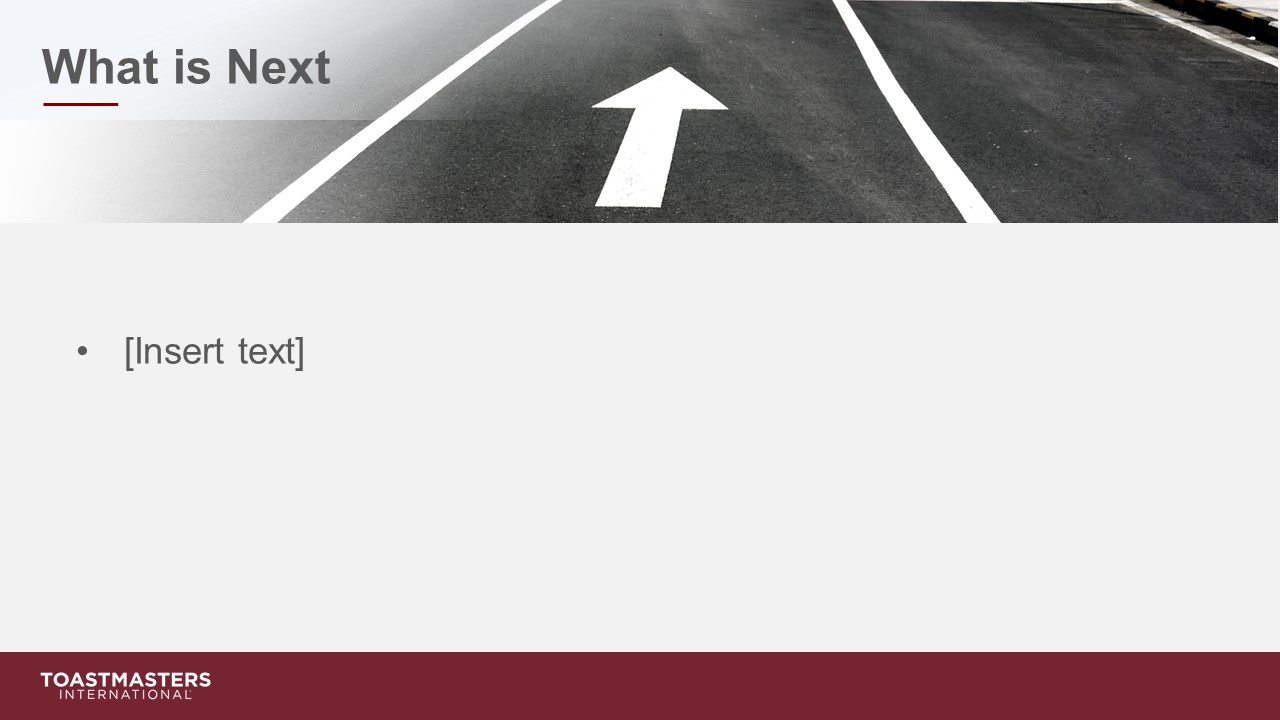 What is Next
• [Insert text]
TOASTMASTERS
INTERNATIONAL